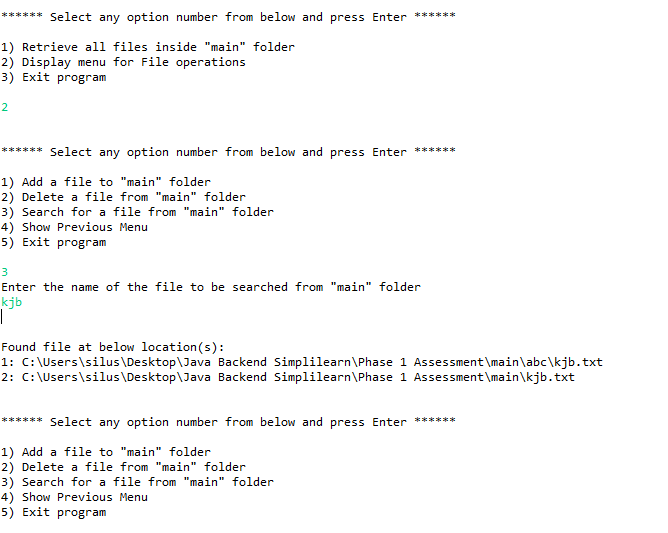 ****** Select any option number from below and press Enter ******
1) Retrieve all files inside "main" folder
2) Display menu for File operations
3) Exit program
2
****** Select any option number from below and press Enter ******
1) Add a file to "main" folder
2) Delete a file from "main" folder
3) Search for a file from "main" folder
4) Show Previous Menu
5) Exit program
3
Enter the name of the file to be searched from "main" folder
kjb
Found file at below location(s):
1: C:\Users\silus\Desktop\Java Backend Simplilearn\Phase 1 Assessment\main\abc\kjb.txt
2: C:\Users\silus\Desktop\Java Backend Simplilearn\Phase 1 Assessment\main\kjb.txt
****** Select any option number from below and press Enter ******
1) Add a file to "main" folder
2) Delete a file from "main" folder
3) Search for a file from "main" folder
4) Show Previous Menu
5) Exit program